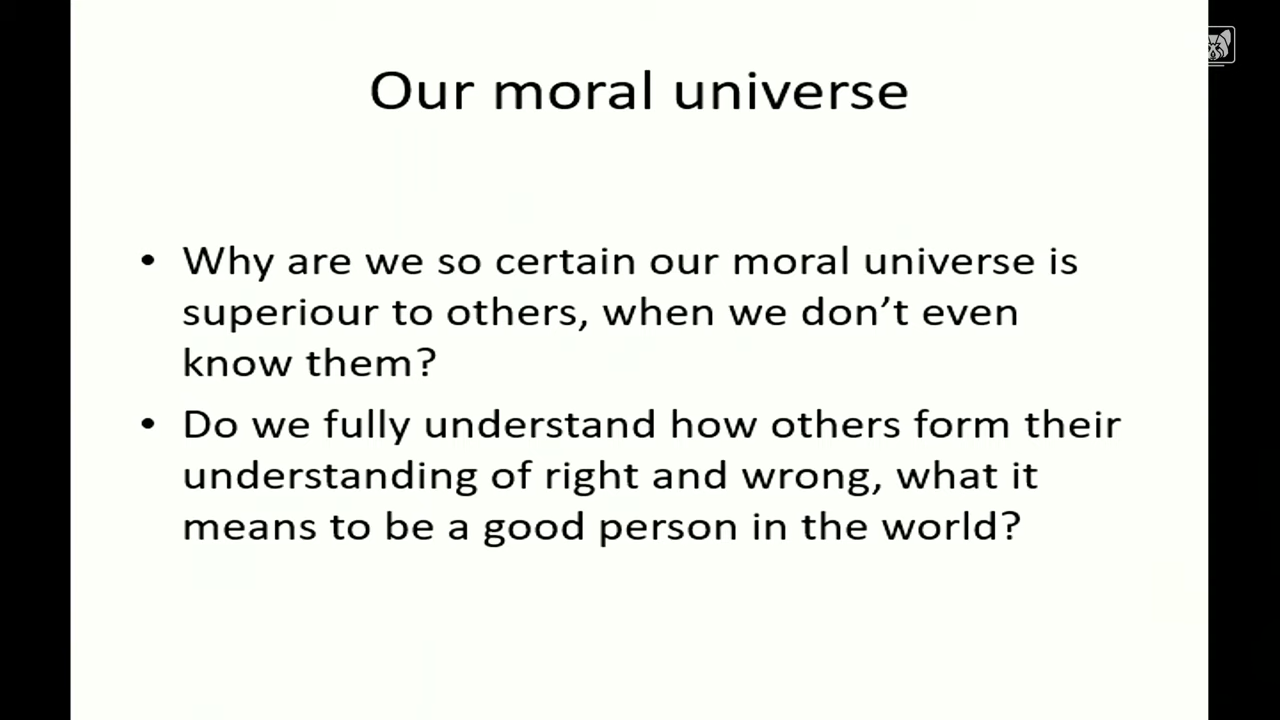 Our moral universe
• Why are we so certain our moral universe is
superiour to others, when we don’t even
know them?
• Do we fully understand how others form their
understanding of right and wrong, what it
means to be a good person in the world?